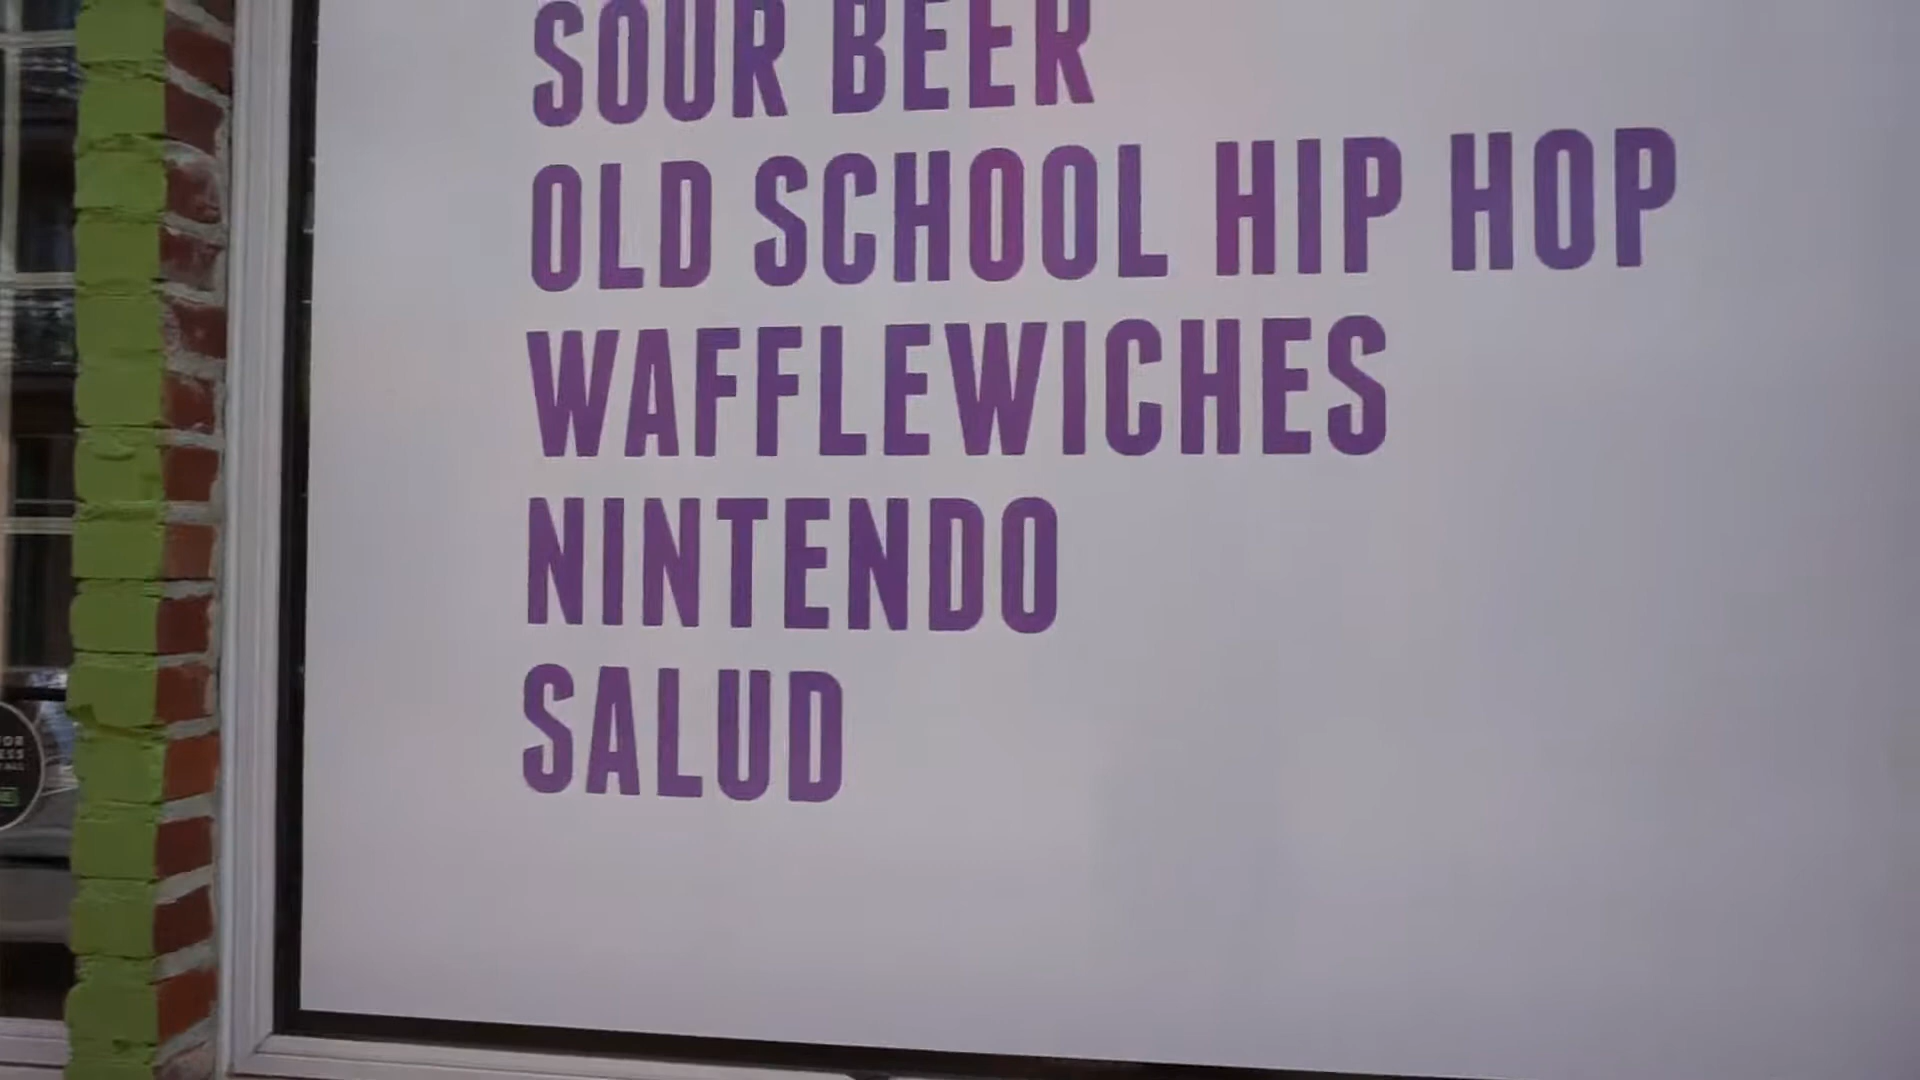 SOUR BEER
OLD SCHOOL HIP HOP
WAFFLEWICHES
NINTENDO
SALUD